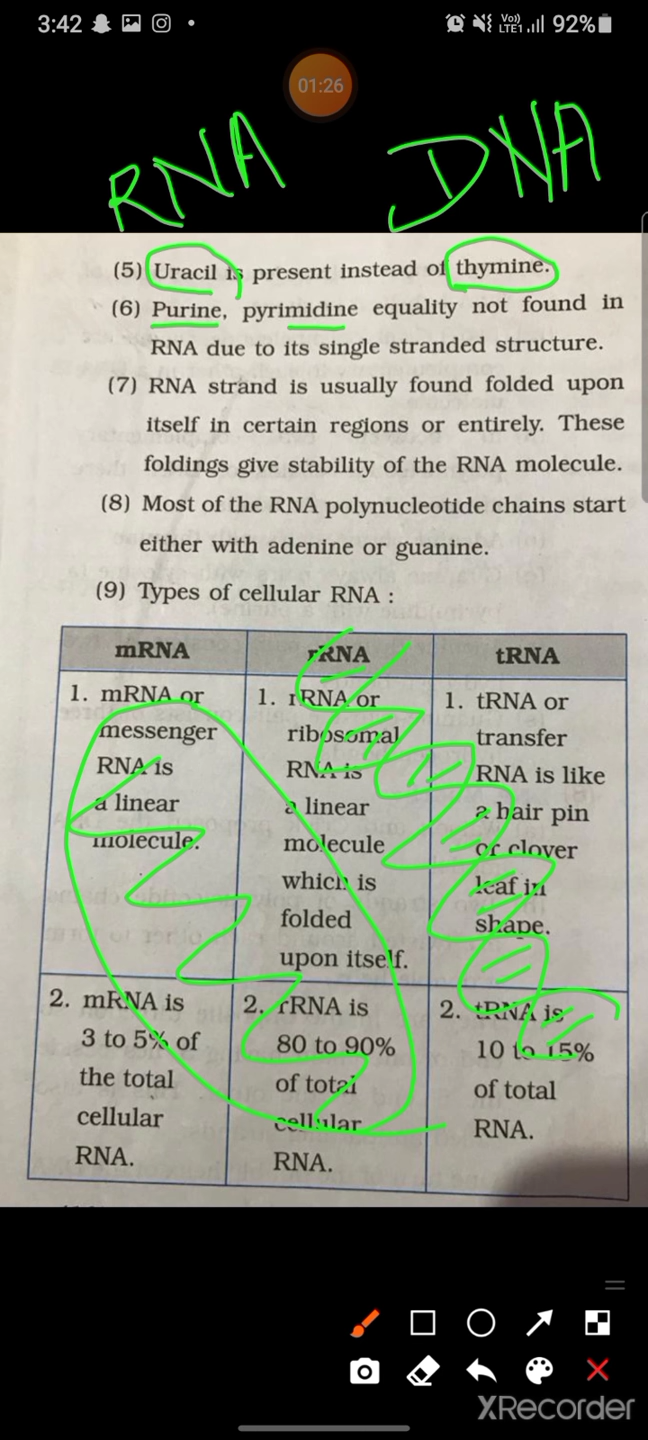 3:42
Vo))
LTE1
92%
01:26
RNA DNA
(5) Uracil is present instead of thymine.
(6) Purine, pyrimidine equality not found in
RNA due to its single stranded structure.
(7) RNA strand is usually found folded upon
itself in certain regions or entirely. These
foldings give stability of the RNA molecule.
(8) Most of the RNA polynucleotide chains start
either with adenine or guanine.
(9) Types of cellular RNA :
mRNA
1. mRNA or
messenger
RNA is
a linear
molecule.
2. mRNA is
3 to 5% of
the total
cellular
RNA.
rRNA
1. rRNA or
ribosomal
RNA is
a linear
molecule
which is
folded
upon itself.
2. rRNA is
80 to 90%
of total
cellular
RNA.
tRNA
1. tRNA or
transfer
RNA is like
a hair pin
or clover
leaf in
shape.
2. tRNA is
10 to 15%
of total
RNA.
XRecorder